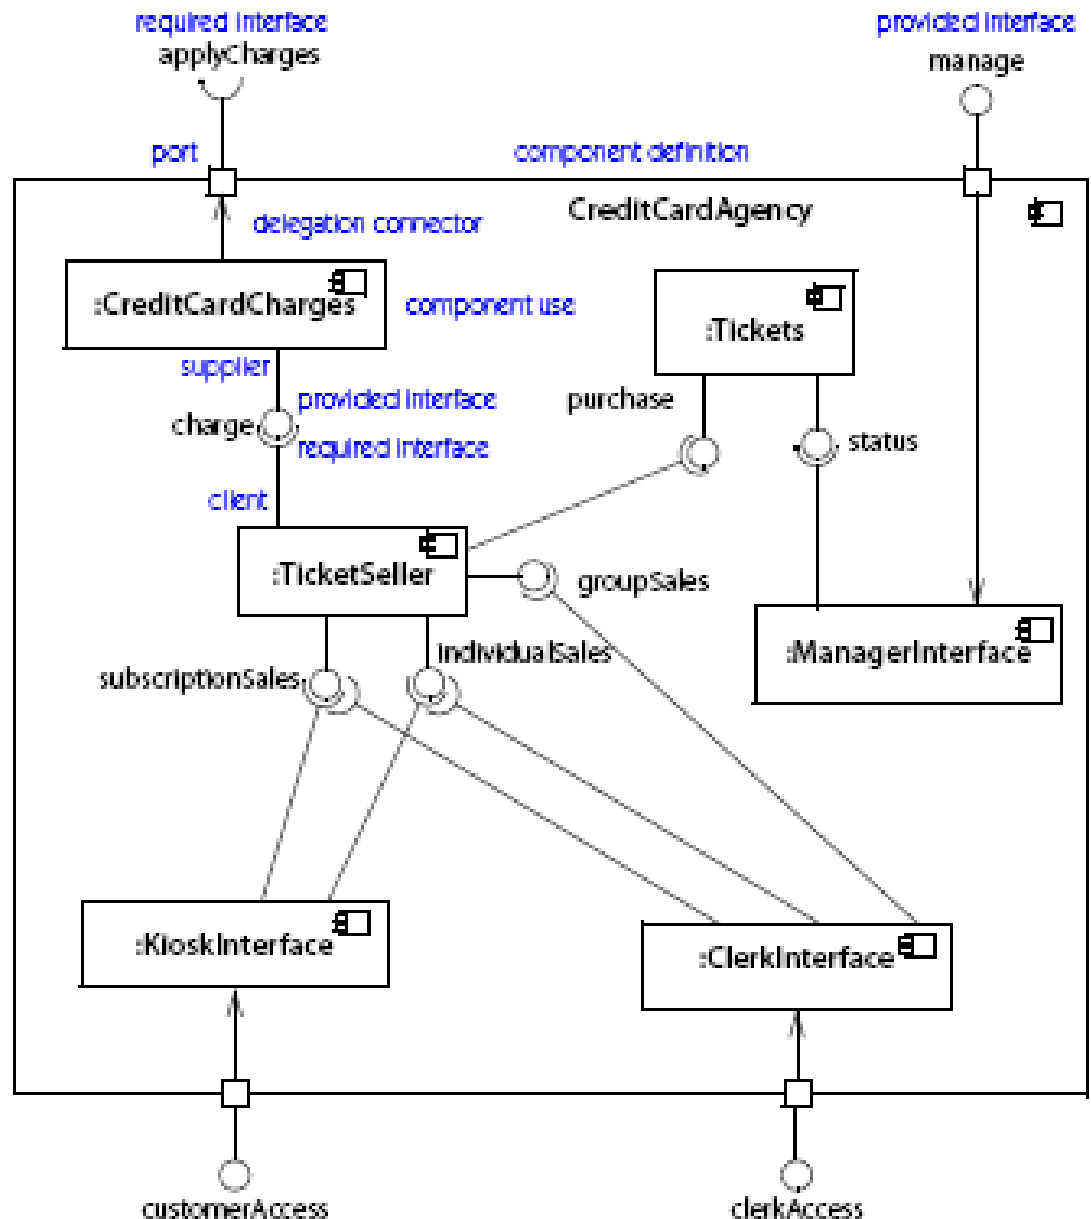 required interface
applyCharges
provided interface
manage
port
component definition
CreditCardAgency
delegation connector
:CreditCardCharges
component use
:Tickets
supplier
provided interface
purchase
charge
required interface
status
client
:TicketSeller
groupSales
individualSales
:ManagerInterface
subscriptionSales
:KioskInterface
:ClerkInterface
customerAccess
clerkAccess